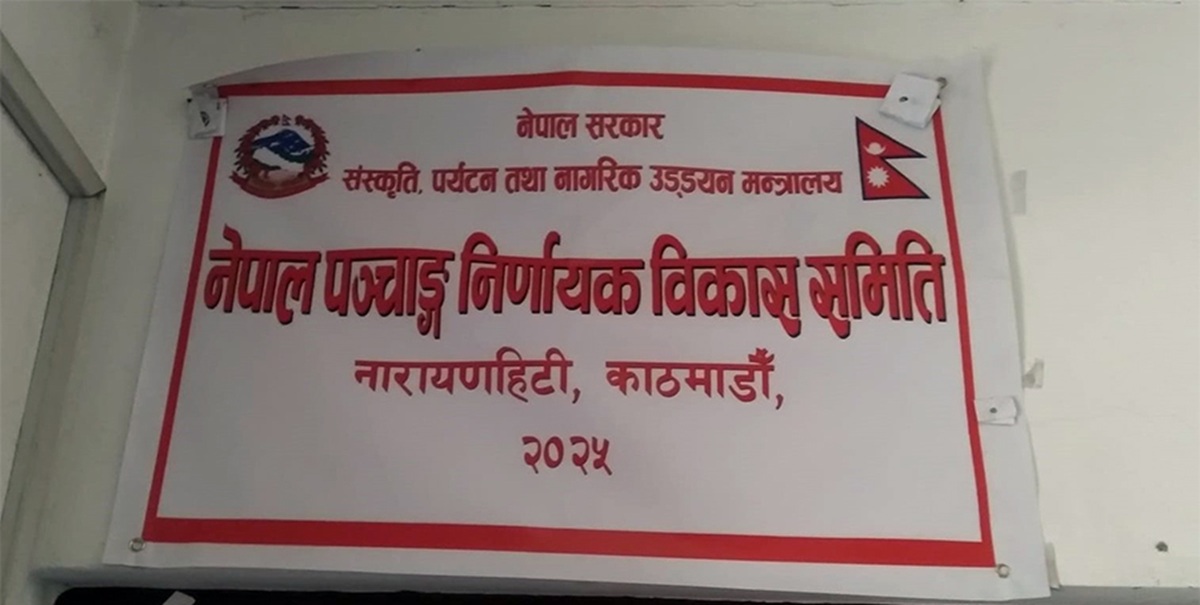 नेपाल सरकार
संस्कृति, पर्यटन तथा नागरिक उड्डयन मन्त्रालय
नेपाल पञ्चाङ्ग निर्णायक विकास समिति
नारायणहिटी, काठमाडौँ,
२०२५